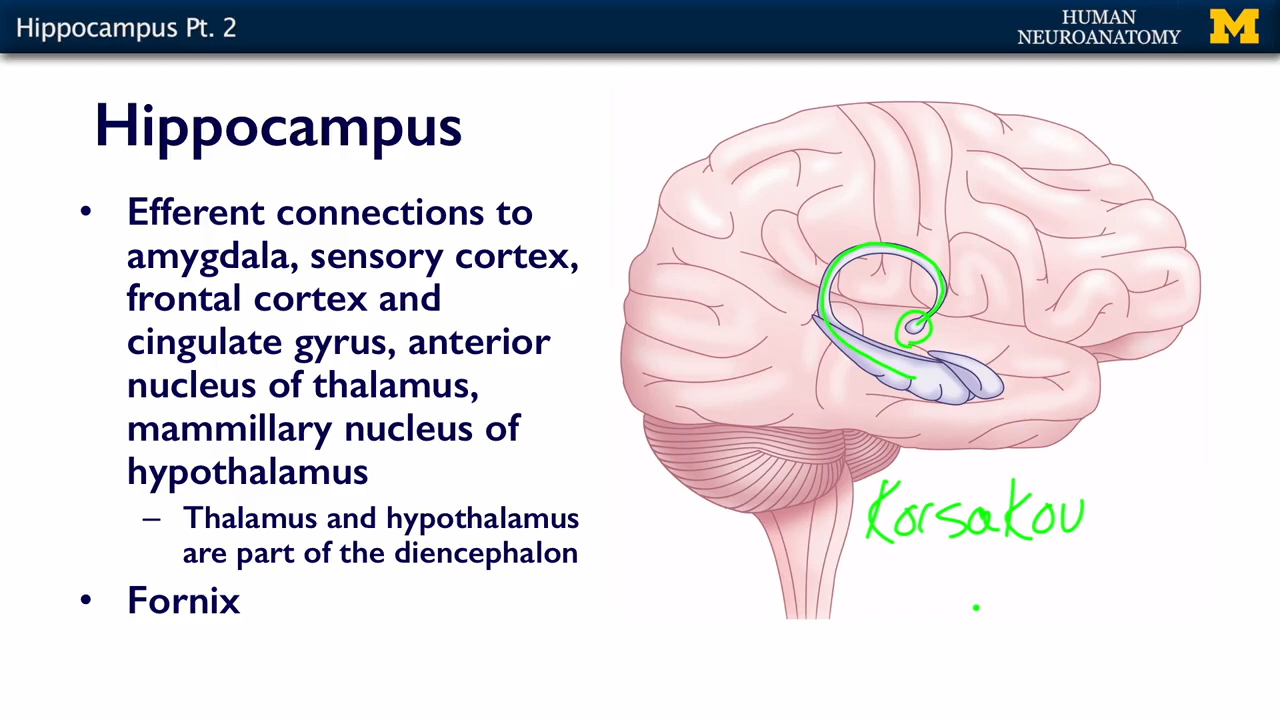 Hippocampus Pt. 2
HUMAN
NEUROANATOMY
M
Hippocampus
• Efferent connections to
amygdala, sensory cortex,
frontal cortex and
cingulate gyrus, anterior
nucleus of thalamus,
mammillary nucleus of
hypothalamus
– Thalamus and hypothalamus
are part of the diencephalon
• Fornix
Korsakov